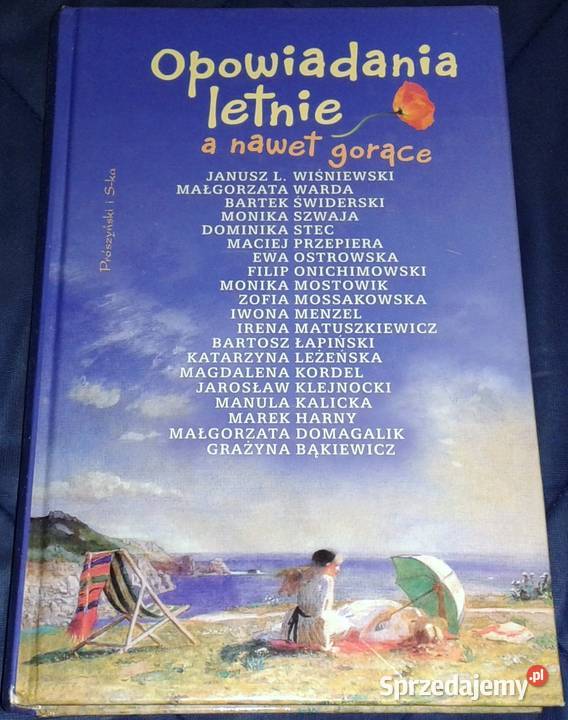 Opowiadania
letnie
a nawet gorące
JANUSZ L. WIŚNIEWSKI
MAŁGORZATA WARDA
BARTEK ŚWIDERSKI
MONIKA SZWAJA
DOMINIKA STEC
MACIEJ PRZEPIERA
EWA OSTROWSKA
FILIP ONICHIMOWSKI
MONIKA MOSTOWIK
ZOFIA MOSSAKOWSKA
IWONA MENZEL
IRENA MATUSZKIEWICZ
BARTOSZ ŁAPIŃSKI
KATARZYNA LEŻEŃSKA
MAGDALENA KORDEL
JAROSŁAW KLEJNOCKI
MANULA KALICKA
MAREK HARNY
MAŁGORZATA DOMAGALIK
GRAŻYNA BĄKIEWICZ
Prószyński i S-ka
Sprzedajemy.pl